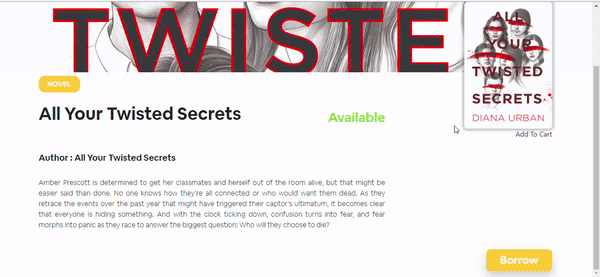 TWISTE
ALL
YOUR
TWISTED
SECRETS
DIANA URBAN
NOVEL
All Your Twisted Secrets
Available
Add To Cart
Author : All Your Twisted Secrets
Amber Prescott is determined to get her classmates and herself out of the room alive, but that might be
easier said than done. No one knows how they're all connected or who would want them dead. As they
retrace the events over the past year that might have triggered their captor's ultimatum, it becomes clear
that everyone is hiding something. And with the clock ticking down, confusion turns into fear, and fear
morphs into panic as they race to answer the biggest question: Who will they choose to die?
Borrow